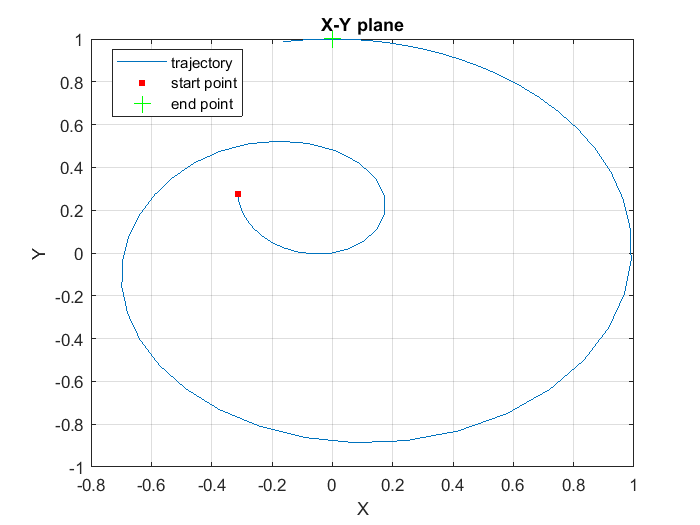 X-Y plane
trajectory
start point
end point
1
0.8
0.6
0.4
0.2
0
-0.2
-0.4
-0.6
-0.8
-1
Y
-0.8 -0.6 -0.4 -0.2 0 0.2 0.4 0.6 0.8 1
X